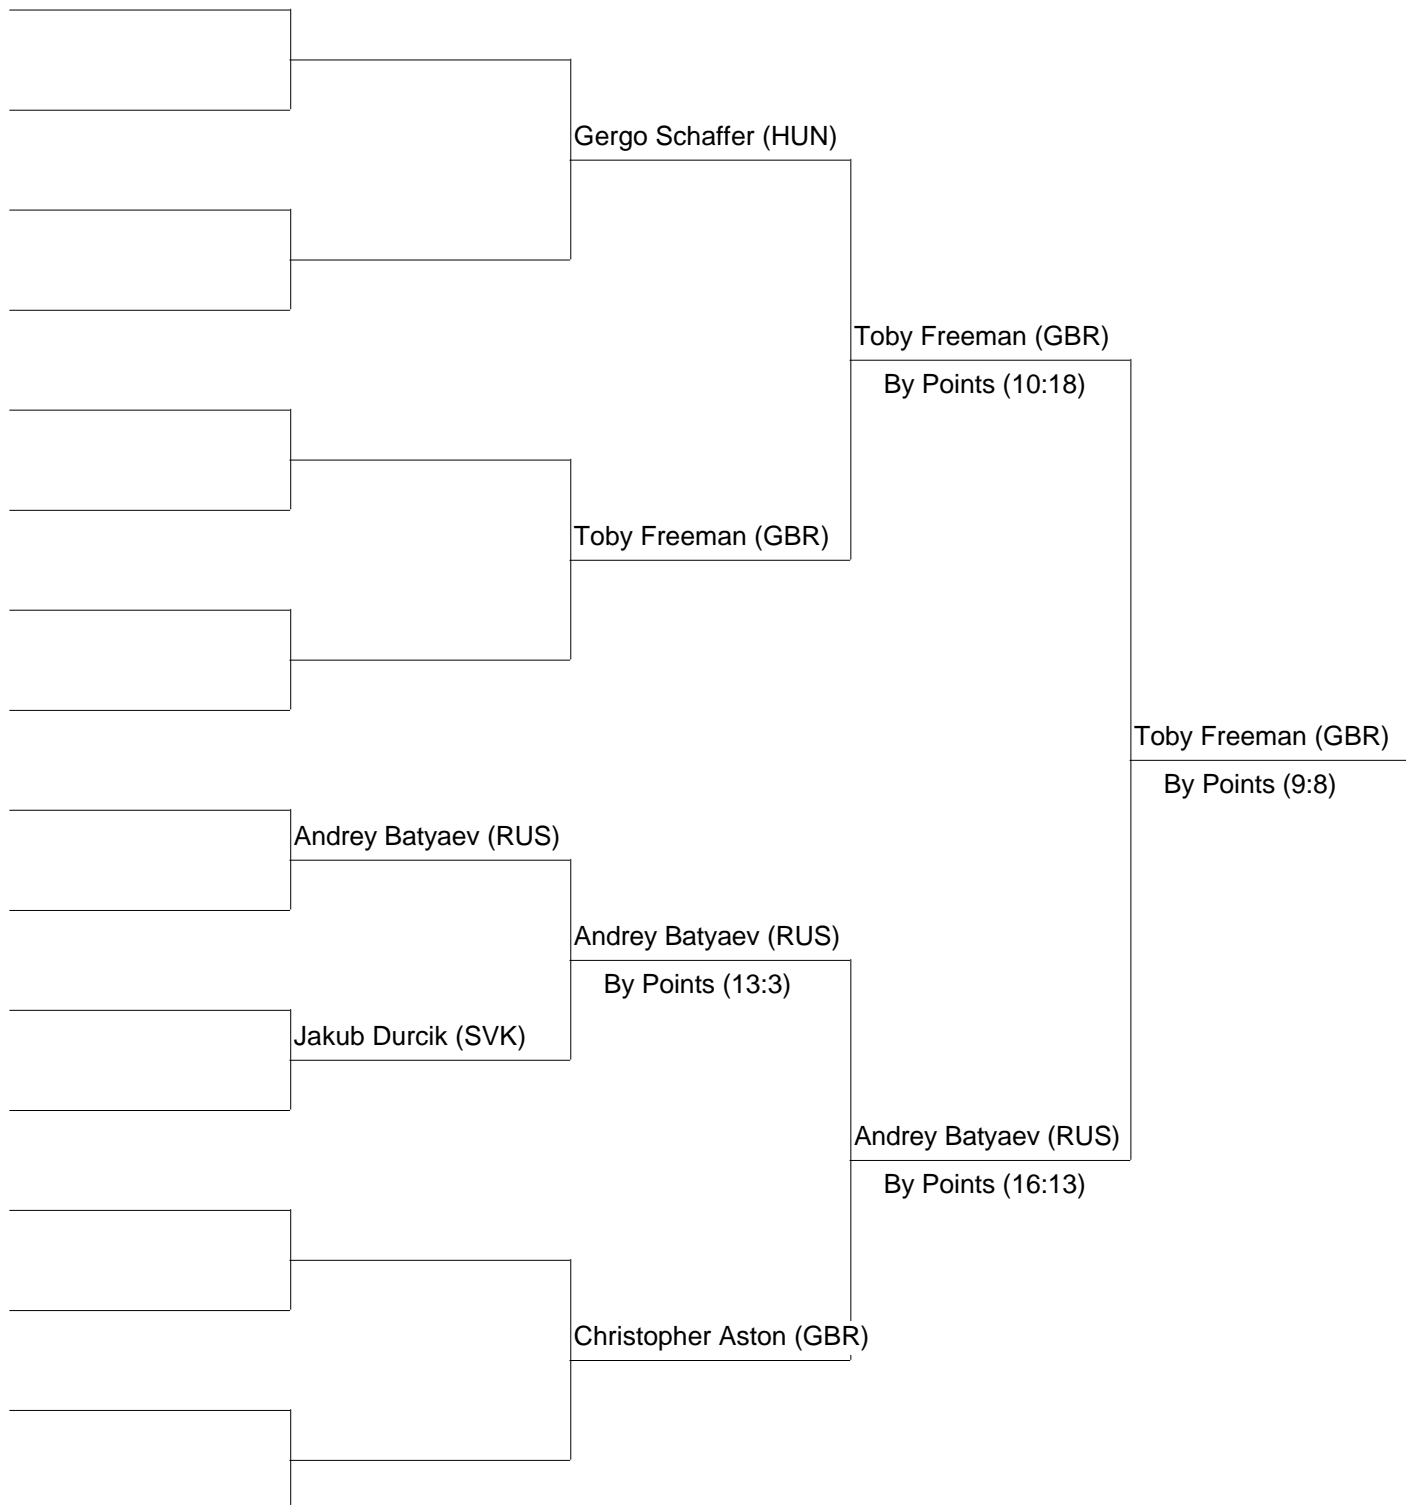 Gergo Schaffer (HUN)
Toby Freeman (GBR)
By Points (10:18)
Toby Freeman (GBR)
Toby Freeman (GBR)
By Points (9:8)
Andrey Batyaev (RUS)
Andrey Batyaev (RUS)
By Points (13:3)
Jakub Durcik (SVK)
Andrey Batyaev (RUS)
By Points (16:13)
Christopher Aston (GBR)